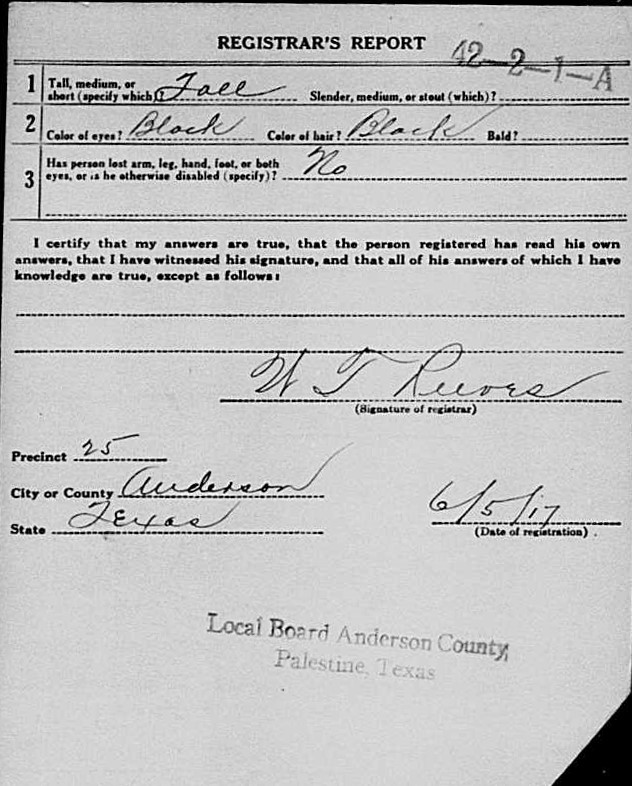 REGISTRAR'S REPORT
42-2-1-A
1 Tall, medium, or short (specify which)? Tall Slender, medium, or stout (which)?
2 Color of eyes? Black Color of hair? Black Bald?
3 Has person lost arm, leg, hand, foot, or both
eyes, or is he otherwise disabled (specify)? No
I certify that my answers are true, that the person registered has read his own
answers, that I have witnessed his signature, and that all of his answers of which I have
knowledge are true, except as follows:
W T Reeves
(Signature of registrar)
Precinct 25
City or County Anderson
State Texas
6/5/17
(Date of registration)
Local Board Anderson County,
Palestine, Texas